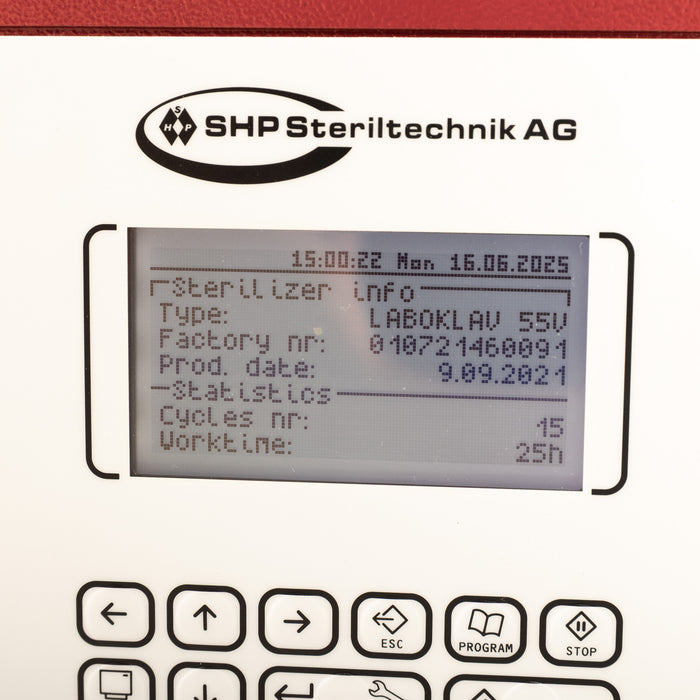 S
H P
SHP Steriltechnik AG
15:00:22 Mon 16.06.2025
Sterilizer info
Type: LABOKLAV 55V
Factory nr: 010721460091
Prod. date: 9.09.2021
Statistics
Cycles nr: 15
Worktime: 25h
ESC
PROGRAM
STOP